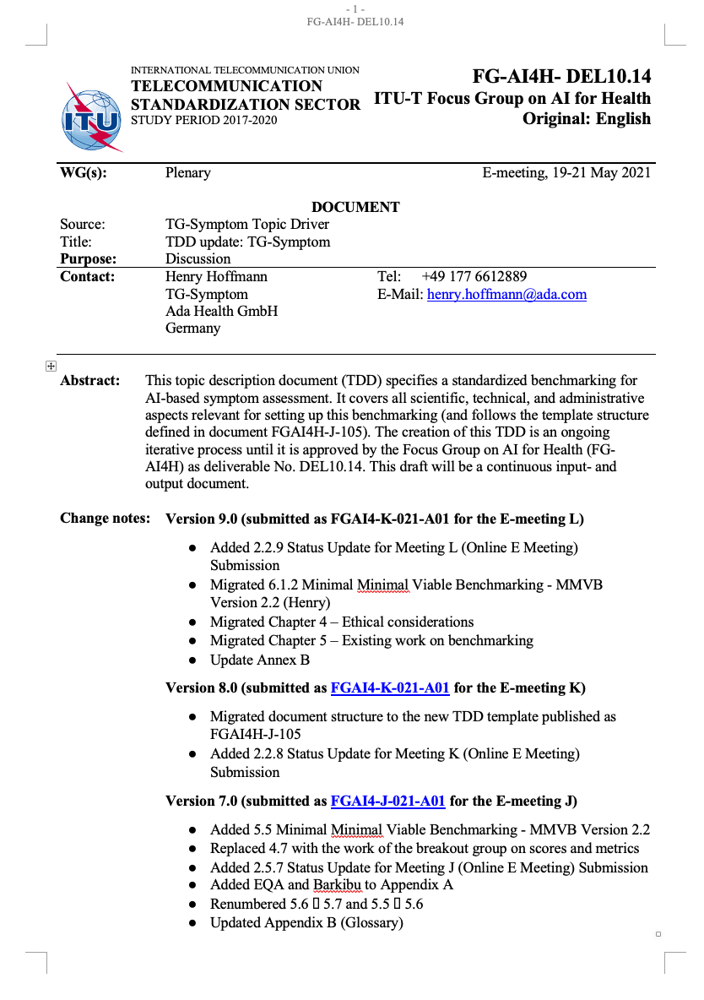 - 1 -
FG-AI4H- DEL10.14
INTERNATIONAL TELECOMMUNICATION UNION
TELECOMMUNICATION
STANDARDIZATION SECTOR
STUDY PERIOD 2017-2020
ITU
FG-AI4H- DEL10.14
ITU-T Focus Group on AI for Health
Original: English
WG(s): Plenary E-meeting, 19-21 May 2021
DOCUMENT
Source: TG-Symptom Topic Driver
Title: TDD update: TG-Symptom
Purpose: Discussion
Contact: Henry Hoffmann Tel: +49 177 6612889
TG-Symptom E-Mail: henry.hoffmann@ada.com
Ada Health GmbH
Germany
Abstract: This topic description document (TDD) specifies a standardized benchmarking for
AI-based symptom assessment. It covers all scientific, technical, and administrative
aspects relevant for setting up this benchmarking (and follows the template structure
defined in document FGAI4H-J-105). The creation of this TDD is an ongoing
iterative process until it is approved by the Focus Group on AI for Health (FG-
AI4H) as deliverable No. DEL10.14. This draft will be a continuous input- and
output document.
Change notes: Version 9.0 (submitted as FGAI4-K-021-A01 for the E-meeting L)
● Added 2.2.9 Status Update for Meeting L (Online E Meeting)
Submission
● Migrated 6.1.2 Minimal Minimal Viable Benchmarking - MMVB
Version 2.2 (Henry)
● Migrated Chapter 4 – Ethical considerations
● Migrated Chapter 5 – Existing work on benchmarking
● Update Annex B
Version 8.0 (submitted as FGAI4-K-021-A01 for the E-meeting K)
● Migrated document structure to the new TDD template published as
FGAI4H-J-105
● Added 2.2.8 Status Update for Meeting K (Online E Meeting)
Submission
Version 7.0 (submitted as FGAI4-J-021-A01 for the E-meeting J)
● Added 5.5 Minimal Minimal Viable Benchmarking - MMVB Version 2.2
● Replaced 4.7 with the work of the breakout group on scores and metrics
● Added 2.5.7 Status Update for Meeting J (Online E Meeting) Submission
● Added EQA and Barkibu to Appendix A
● Renumbered 5.6 &#xF0E0; 5.7 and 5.5 &#xF0E0; 5.6
● Updated Appendix B (Glossary)